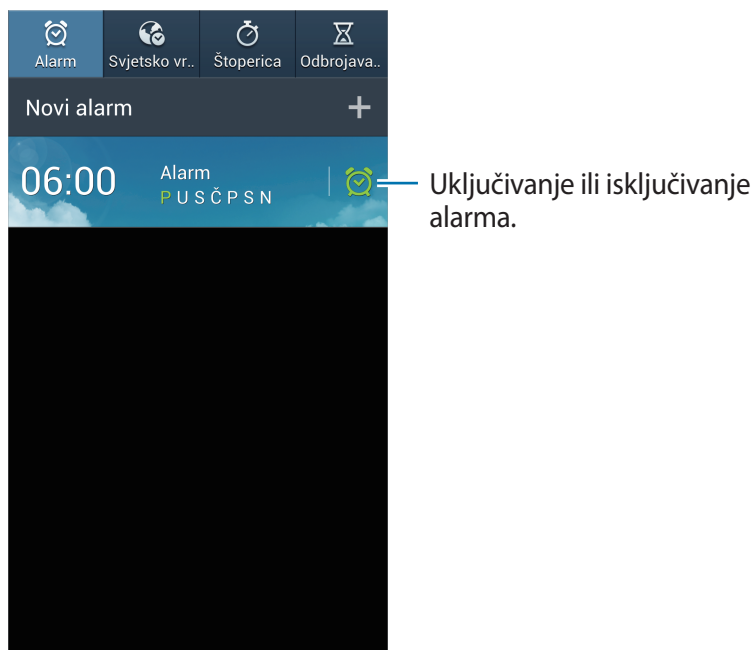 Alarm
Svjetsko vr..
Štoperica
Odbrojava..
Novi alarm
06:00
Alarm
P U S Č P S N
Uključivanje ili isključivanje
alarma.